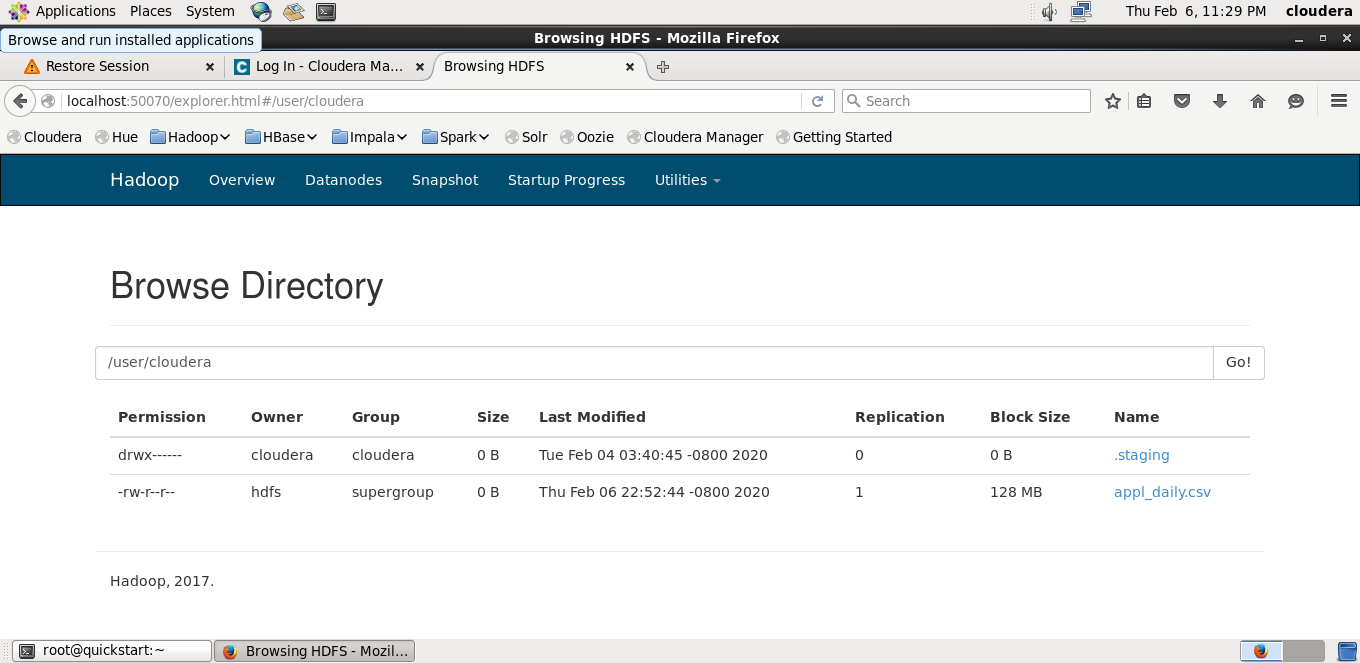 Applications Places System Thu Feb 6, 11:29 PM cloudera
Browse and run installed applications Browsing HDFS - Mozilla Firefox
Restore Session Log In - Cloudera Ma... Browsing HDFS
localhost:50070/explorer.html#/user/cloudera Search
Cloudera Hue Hadoop HBase Impala Spark Solr Oozie Cloudera Manager Getting Started
Hadoop Overview Datanodes Snapshot Startup Progress Utilities
Browse Directory
/user/cloudera Go!
Permission Owner Group Size Last Modified Replication Block Size Name
drwx------ cloudera cloudera 0 B Tue Feb 04 03:40:45 -0800 2020 0 0 B .staging
-rw-r--r-- hdfs supergroup 0 B Thu Feb 06 22:52:44 -0800 2020 1 128 MB appl_daily.csv
Hadoop, 2017.
root@quickstart:~ Browsing HDFS - Mozil...